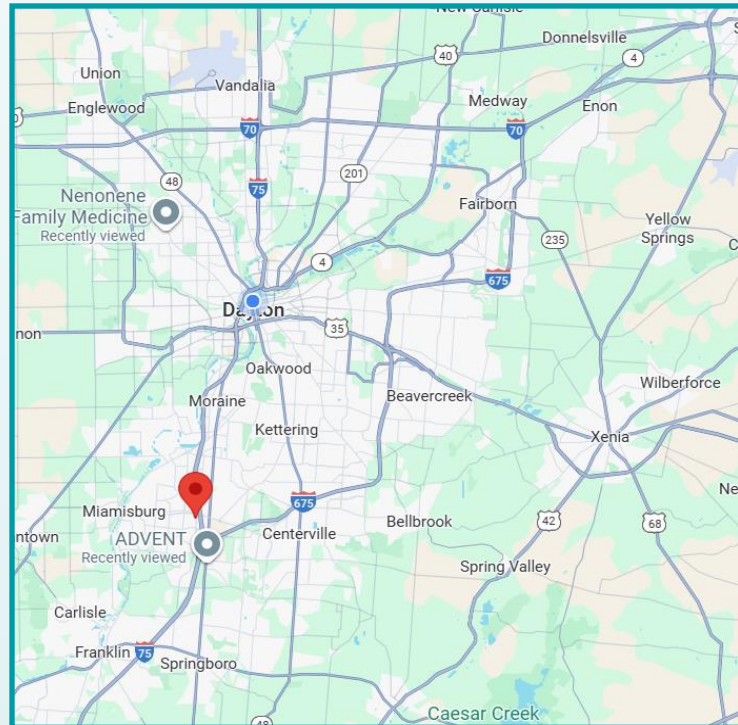 New Carlisle
Donnelsville
40
4
Union
Vandalia
Medway
Enon
Englewood
70
70
75
201
48
Nenonene
Family Medicine
Recently viewed
Fairborn
Yellow
Springs
235
4
675
Dayton
non
35
Oakwood
Wilberforce
Moraine
Beavercreek
Kettering
Xenia
675
Miamisburg
Bellbrook
42
68
ntown
ADVENT
Recently viewed
Centerville
Spring Valley
Carlisle
Franklin
75
Springboro
48
Caesar Creek